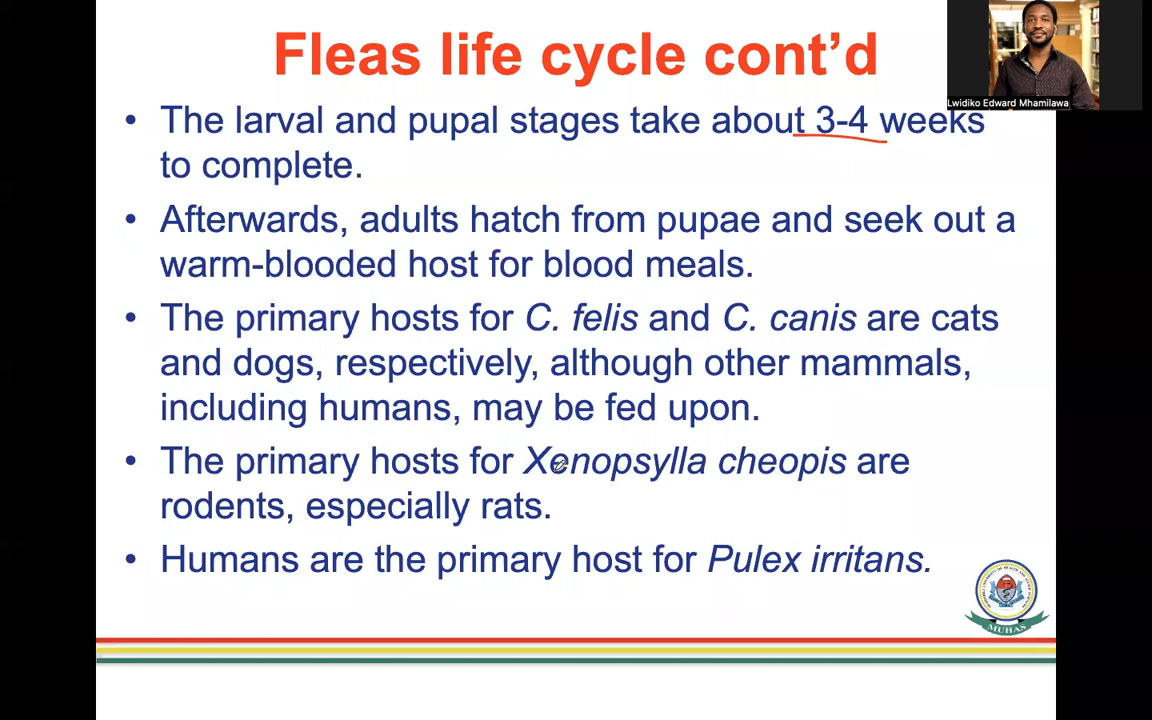 Fleas life cycle cont’d
Lwidiko Edward Mhamilawa
• The larval and pupal stages take about 3-4 weeks
to complete.
• Afterwards, adults hatch from pupae and seek out a
warm-blooded host for blood meals.
• The primary hosts for C. felis and C. canis are cats
and dogs, respectively, although other mammals,
including humans, may be fed upon.
• The primary hosts for Xenopsylla cheopis are
rodents, especially rats.
• Humans are the primary host for Pulex irritans.
MUHAS